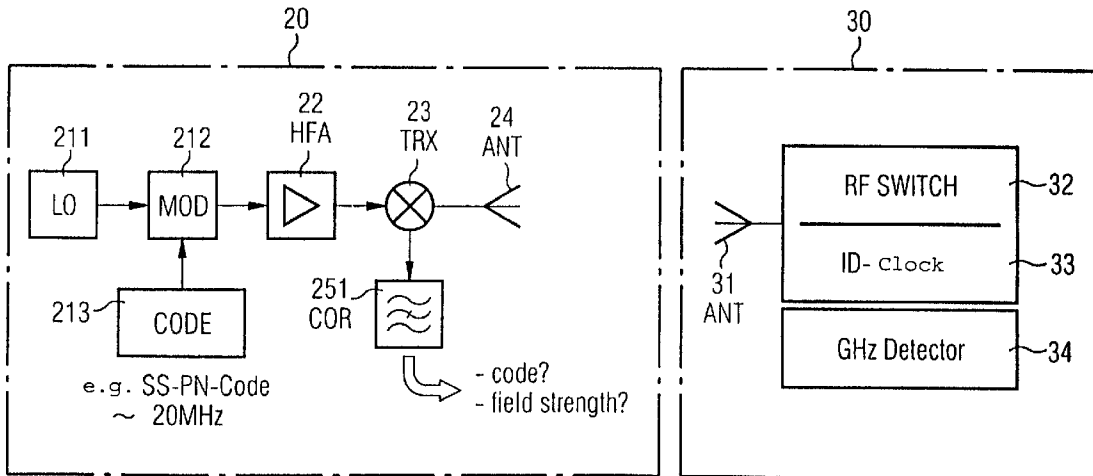 20
30
211
LO
212
MOD
22
HFA
23
TRX
24
ANT
213
CODE
e.g. SS-PN-Code
~ 20MHz
251
COR
- code?
- field strength?
31
ANT
RF SWITCH
32
ID- Clock
33
GHz Detector
34